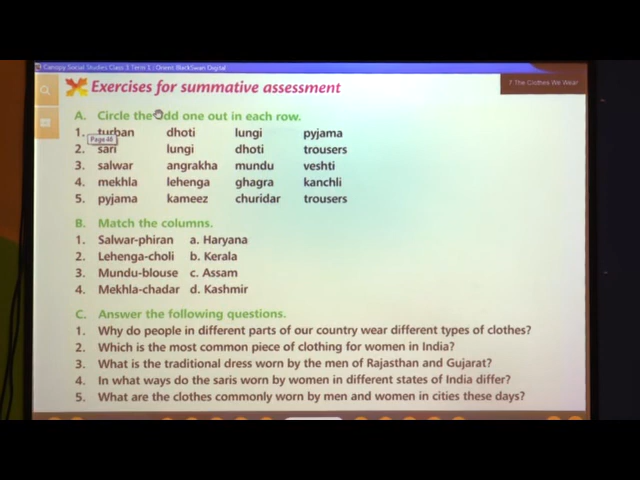 Canopy Social Studies Class 3 Term 1 | Orient BlackSwan Digital
7 The Clothes We Wear
Exercises for summative assessment
A. Circle the odd one out in each row.
1. turban dhoti lungi pyjama
Page 48
2. sari lungi dhoti trousers
3. salwar angrakha mundu veshti
4. mekhla lehenga ghagra kanchli
5. pyjama kameez churidar trousers
B. Match the columns.
1. Salwar-phiran a. Haryana
2. Lehenga-choli b. Kerala
3. Mundu-blouse c. Assam
4. Mekhla-chadar d. Kashmir
C. Answer the following questions.
1. Why do people in different parts of our country wear different types of clothes?
2. Which is the most common piece of clothing for women in India?
3. What is the traditional dress worn by the men of Rajasthan and Gujarat?
4. In what ways do the saris worn by women in different states of India differ?
5. What are the clothes commonly worn by men and women in cities these days?